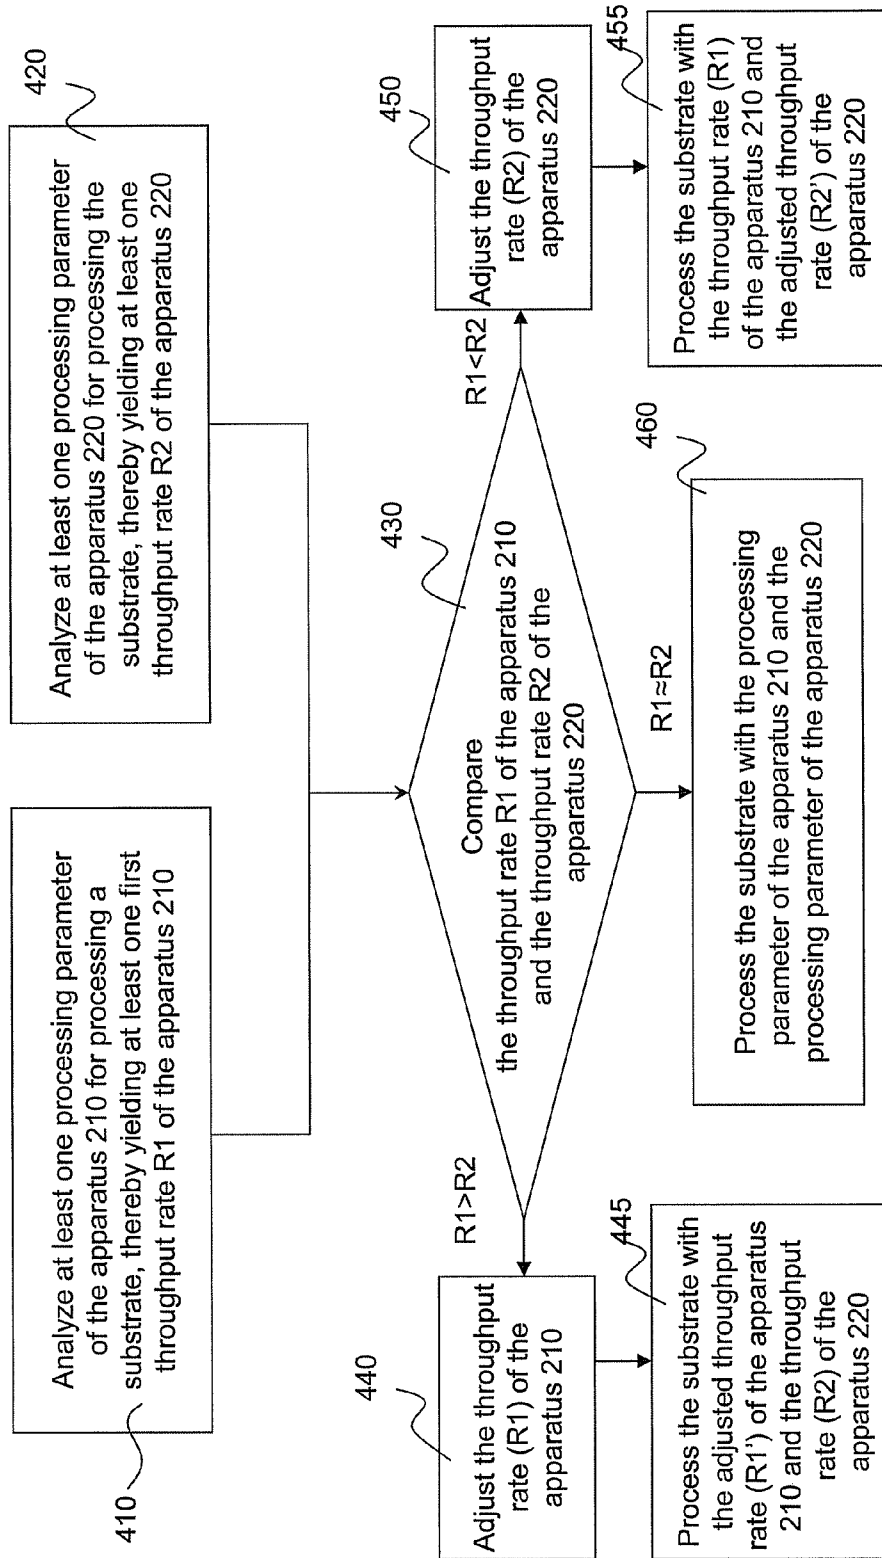 410
Analyze at least one processing parameter
of the apparatus 210 for processing a
substrate, thereby yielding at least one first
throughput rate R1 of the apparatus 210
420
Analyze at least one processing parameter
of the apparatus 220 for processing the
substrate, thereby yielding at least one
throughput rate R2 of the apparatus 220
430
Compare
the throughput rate R1 of the apparatus 210
and the throughput rate R2 of the
apparatus 220
R1>R2
R1≈R2
R1<R2
440
Adjust the throughput
rate (R1) of the
apparatus 210
445
Process the substrate with
the adjusted throughput
rate (R1') of the apparatus
210 and the throughput
rate (R2) of the
apparatus 220
460
Process the substrate with the processing
parameter of the apparatus 210 and the
processing parameter of the apparatus 220
450
Adjust the throughput
rate (R2) of the
apparatus 220
455
Process the substrate with
the throughput rate (R1)
of the apparatus 210 and
the adjusted throughput
rate (R2') of the
apparatus 220